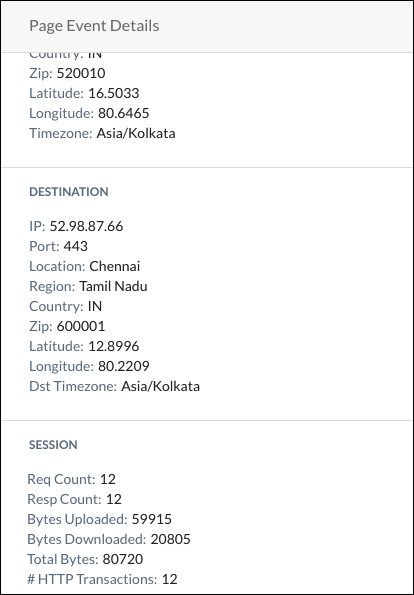 Page Event Details
Country: IN
Zip: 520010
Latitude: 16.5033
Longitude: 80.6465
Timezone: Asia/Kolkata
DESTINATION
IP: 52.98.87.66
Port: 443
Location: Chennai
Region: Tamil Nadu
Country: IN
Zip: 600001
Latitude: 12.8996
Longitude: 80.2209
Dst Timezone: Asia/Kolkata
SESSION
Req Count: 12
Resp Count: 12
Bytes Uploaded: 59915
Bytes Downloaded: 20805
Total Bytes: 80720
# HTTP Transactions: 12